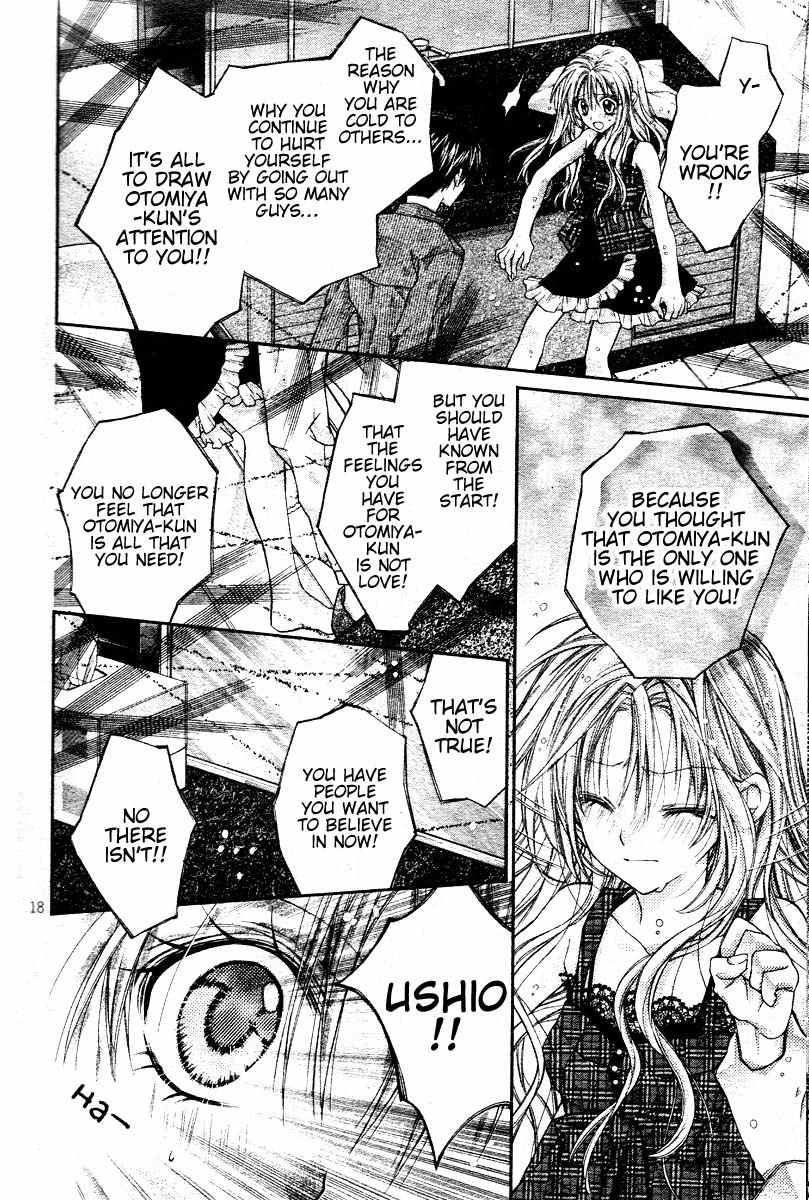 Y-
YOU'RE
WRONG
!!
THE
REASON
WHY
YOU ARE
COLD TO
OTHERS...
WHY YOU
CONTINUE
TO HURT
YOURSELF
BY GOING OUT
WITH SO MANY
GUYS...
IT'S ALL
TO DRAW
OTOMIYA
-KUN'S
ATTENTION
TO YOU!!
BECAUSE
YOU THOUGHT
THAT OTOMIYA-KUN
IS THE ONLY ONE
WHO IS WILLING
TO LIKE YOU!
BUT YOU
SHOULD
HAVE
KNOWN
FROM
THE
START!
THAT
THE
FEELINGS
YOU
HAVE
FOR
OTOMIYA-
KUN
IS NOT
LOVE!
YOU NO LONGER
FEEL THAT
OTOMIYA-KUN
IS ALL THAT
YOU NEED!
THAT'S
NOT
TRUE!
YOU HAVE
PEOPLE
YOU WANT
TO BELIEVE
IN NOW!
NO
THERE
ISN'T!!
USHIO
!!
Ha-
18